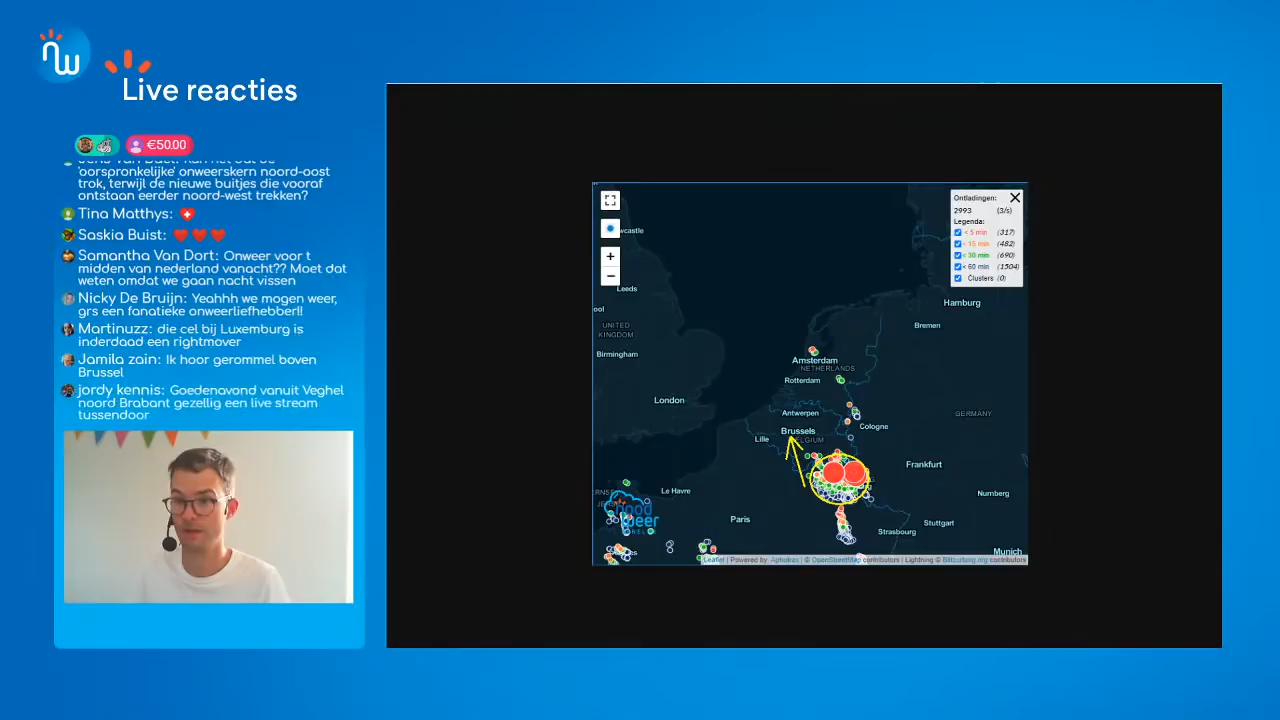 nw
Live reacties
€50.00
'oorspronkelijke' onweerskern noord-oost
trok, terwijl de nieuwe buitjes die vooraf
ontstaan eerder noord-west trekken?
Tina Matthys:
Saskia Buist:
Samantha Van Dort: Onweer voor t
midden van nederland vanacht?? Moet dat
weten omdat we gaan nacht vissen
Nicky De Bruijn: Yeahhh we mogen weer,
grs een fanatieke onweerliefhebber!!
Martinuzz: die cel bij Luxemburg is
inderdaad een rightmover
Jamila zain: Ik hoor gerommel boven
Brussel
jordy kennis: Goedenavond vanuit Veghel
noord Brabant gezellig een live stream
tussendoor
+
−
Ontladingen:
2993 (3/s)
Legenda:
< 5 min (317)
< 15 min (482)
< 30 min (690)
< 60 min (1504)
Clusters (0)
wcastle
Leeds
ool
UNITED
KINGDOM
Birmingham
London
Hamburg
Bremen
Amsterdam
NETHERLANDS
Rotterdam
Antwerpen
Brussels
BELGIUM
Lille
Cologne
GERMANY
Frankfurt
Nurnberg
Le Havre
Paris
Stuttgart
Strasbourg
Munich
noodweer
Leaflet | Powered by | © OpenStreetMap contributors | Lightning © Blitzortung.org contributors